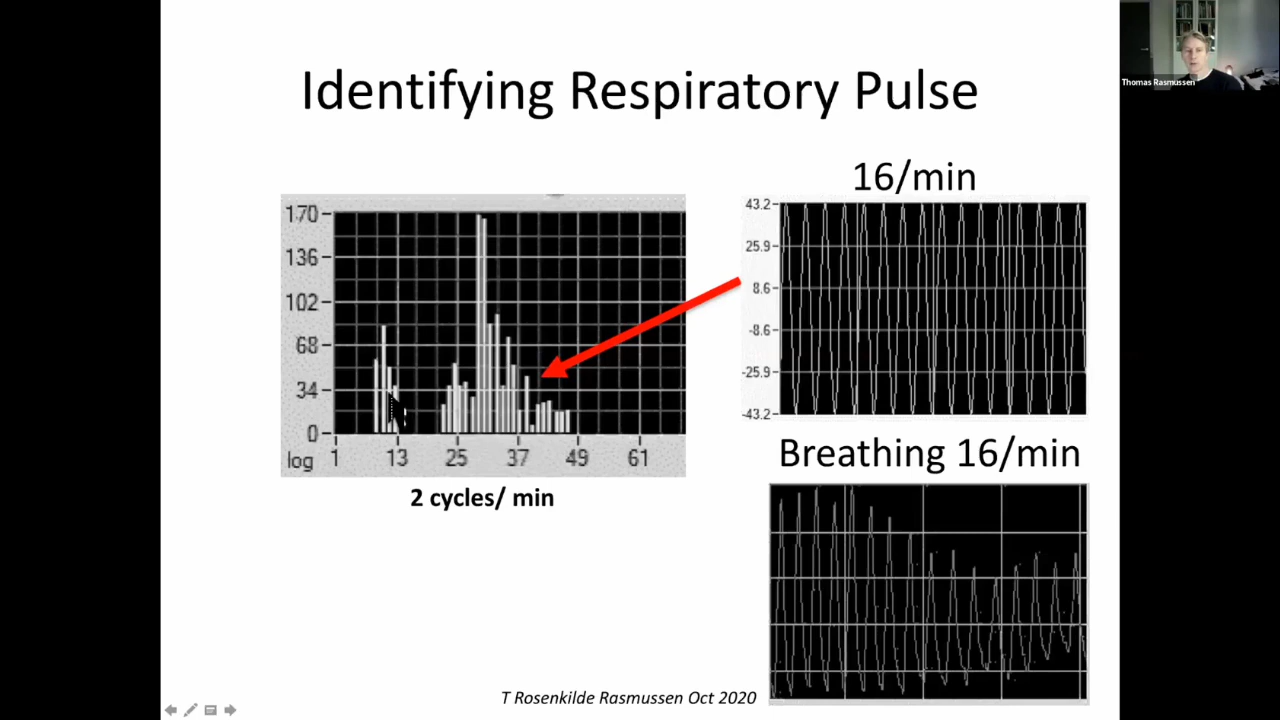 Identifying Respiratory Pulse
Thomas Rasmussen
16/min
170
136
102
68
34
0
log 1 13 25 37 49 61
2 cycles/ min
43.2
25.9
8.6
-8.6
-25.9
-43.2
Breathing 16/min
T Rosenkilde Rasmussen Oct 2020